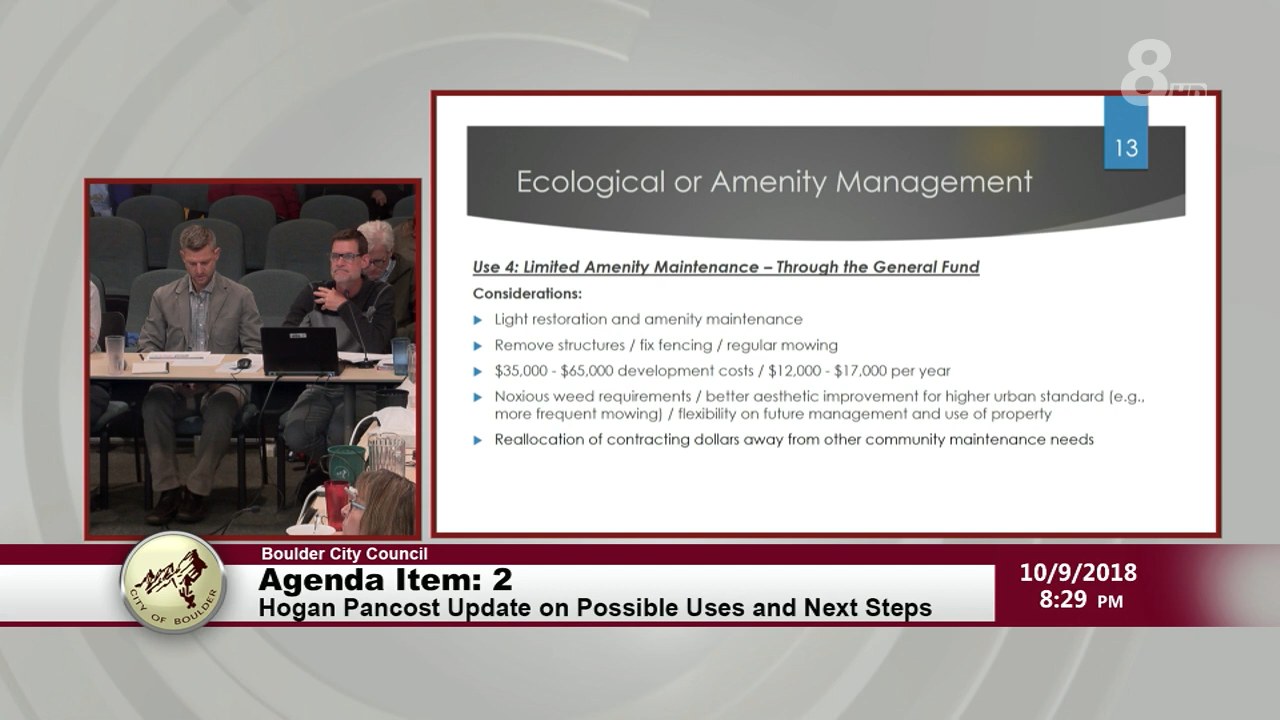 8
HD
13
Ecological or Amenity Management
Use 4: Limited Amenity Maintenance – Through the General Fund
Considerations:
Light restoration and amenity maintenance
Remove structures / fix fencing / regular mowing
$35,000 - $65,000 development costs / $12,000 - $17,000 per year
Noxious weed requirements / better aesthetic improvement for higher urban standard (e.g.,
more frequent mowing) / flexibility on future management and use of property
Reallocation of contracting dollars away from other community maintenance needs
Boulder City Council
Agenda Item: 2
Hogan Pancost Update on Possible Uses and Next Steps
10/9/2018
8:29 PM
CITY OF BOULDER